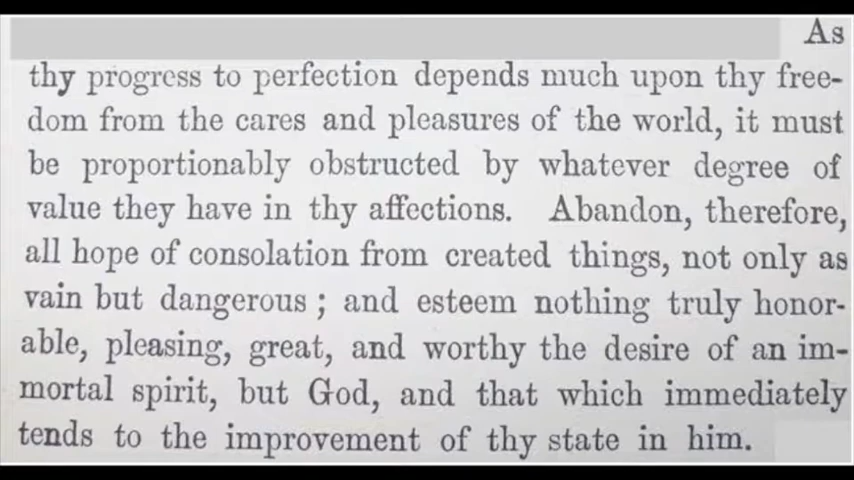 As
thy progress to perfection depends much upon thy free-
dom from the cares and pleasures of the world, it must
be proportionably obstructed by whatever degree of
value they have in thy affections. Abandon, therefore,
all hope of consolation from created things, not only as
vain but dangerous ; and esteem nothing truly honor-
able, pleasing, great, and worthy the desire of an im-
mortal spirit, but God, and that which immediately
tends to the improvement of thy state in him.